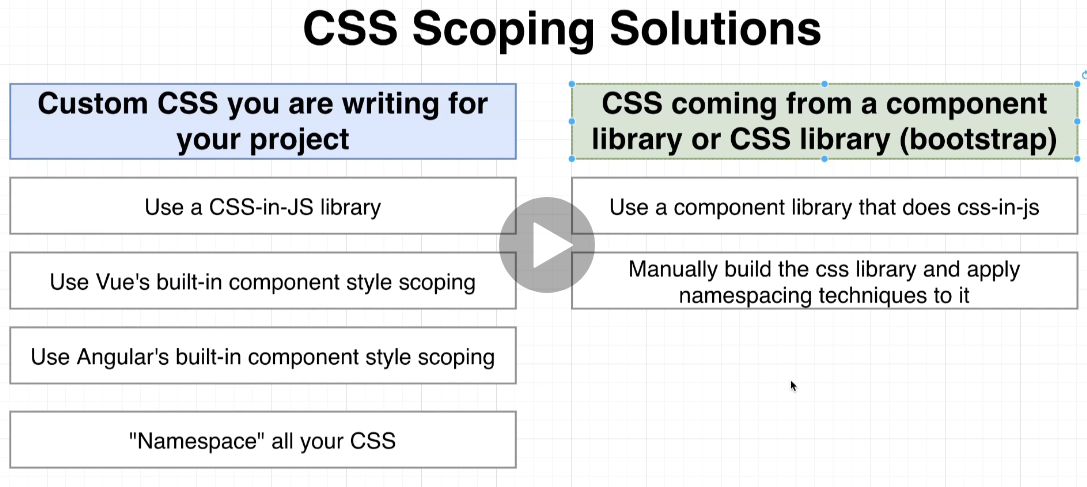 CSS Scoping Solutions
Custom CSS you are writing for
your project
Use a CSS-in-JS library
Use Vue's built-in component style scoping
Use Angular's built-in component style scoping
"Namespace" all your CSS
CSS coming from a component
library or CSS library (bootstrap)
Use a component library that does css-in-js
Manually build the css library and apply
namespacing techniques to it